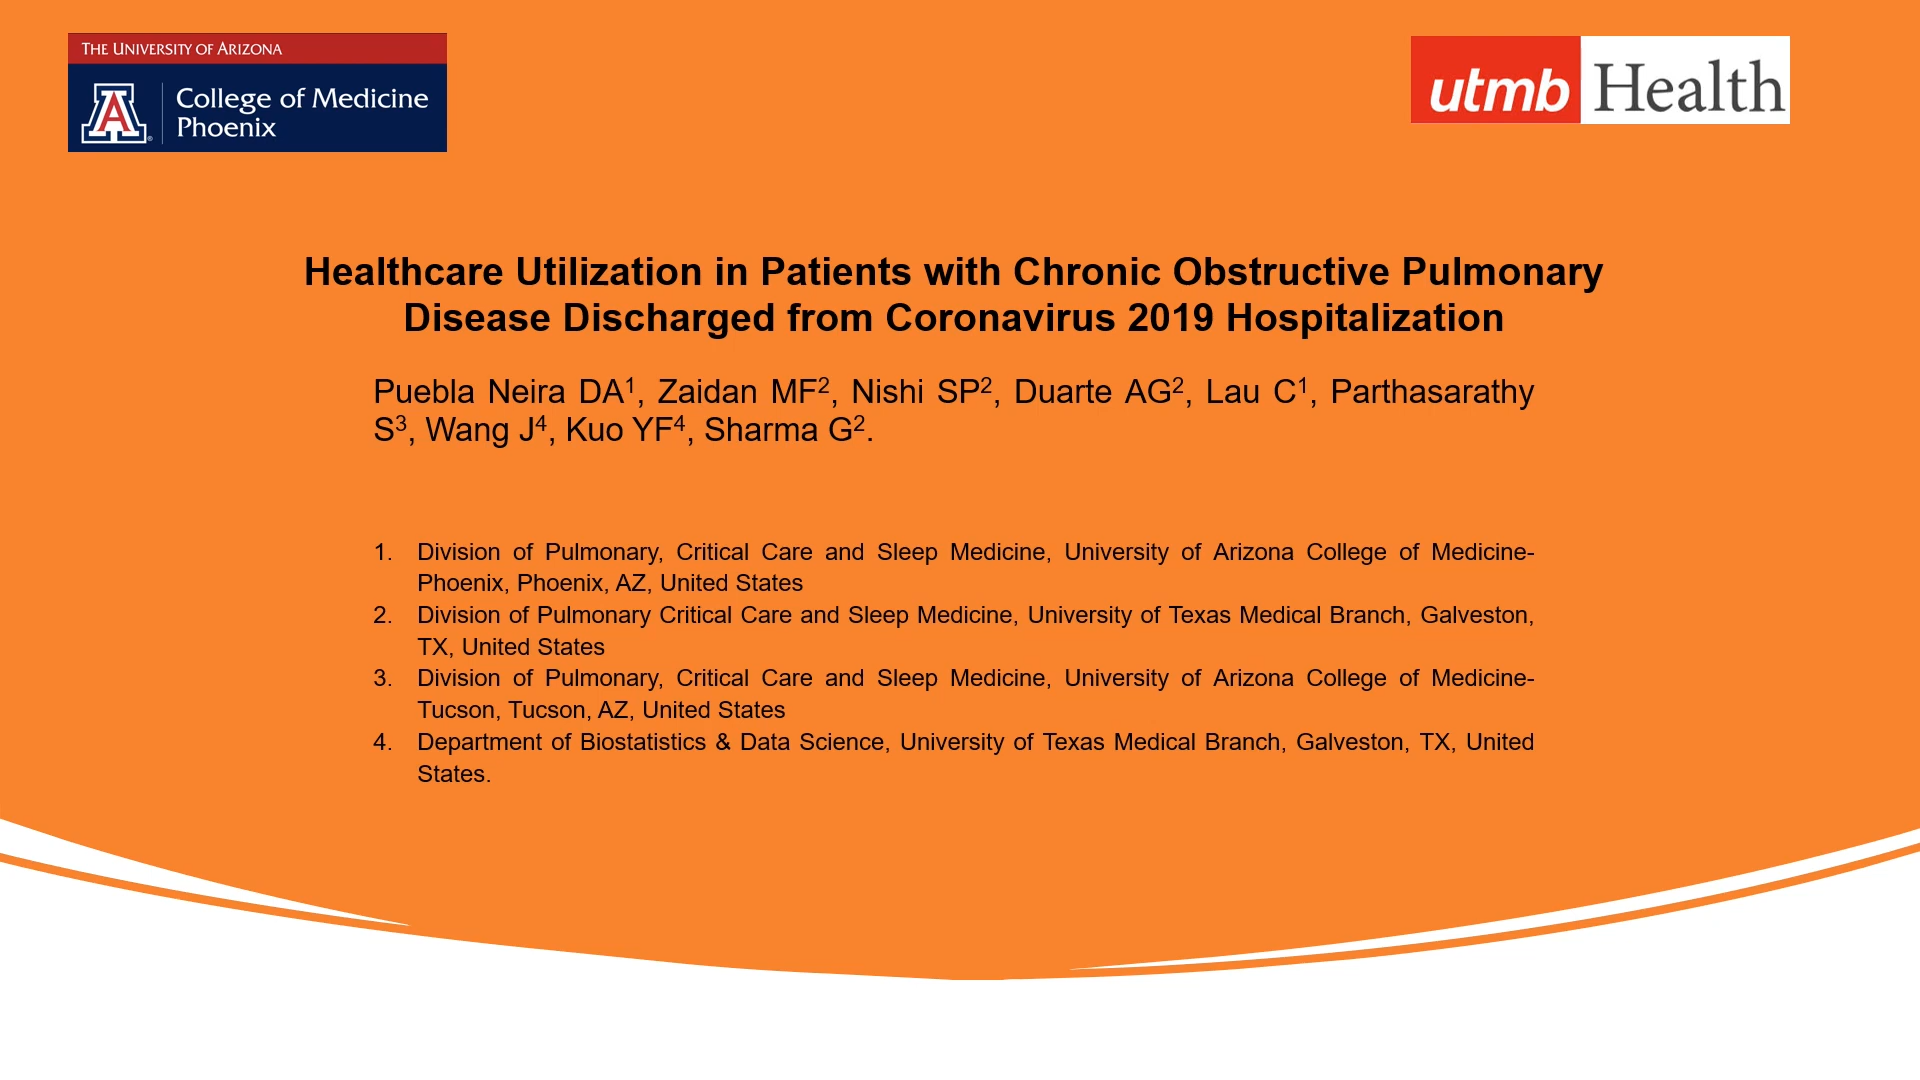 THE UNIVERSITY OF ARIZONA
A®
College of Medicine
Phoenix
utmb Health
Healthcare Utilization in Patients with Chronic Obstructive Pulmonary
Disease Discharged from Coronavirus 2019 Hospitalization
Puebla Neira DA¹, Zaidan MF², Nishi SP², Duarte AG², Lau C¹, Parthasarathy
S³, Wang J⁴, Kuo YF⁴, Sharma G².
1. Division of Pulmonary, Critical Care and Sleep Medicine, University of Arizona College of Medicine-
Phoenix, Phoenix, AZ, United States
2. Division of Pulmonary Critical Care and Sleep Medicine, University of Texas Medical Branch, Galveston,
TX, United States
3. Division of Pulmonary, Critical Care and Sleep Medicine, University of Arizona College of Medicine-
Tucson, Tucson, AZ, United States
4. Department of Biostatistics & Data Science, University of Texas Medical Branch, Galveston, TX, United
States.